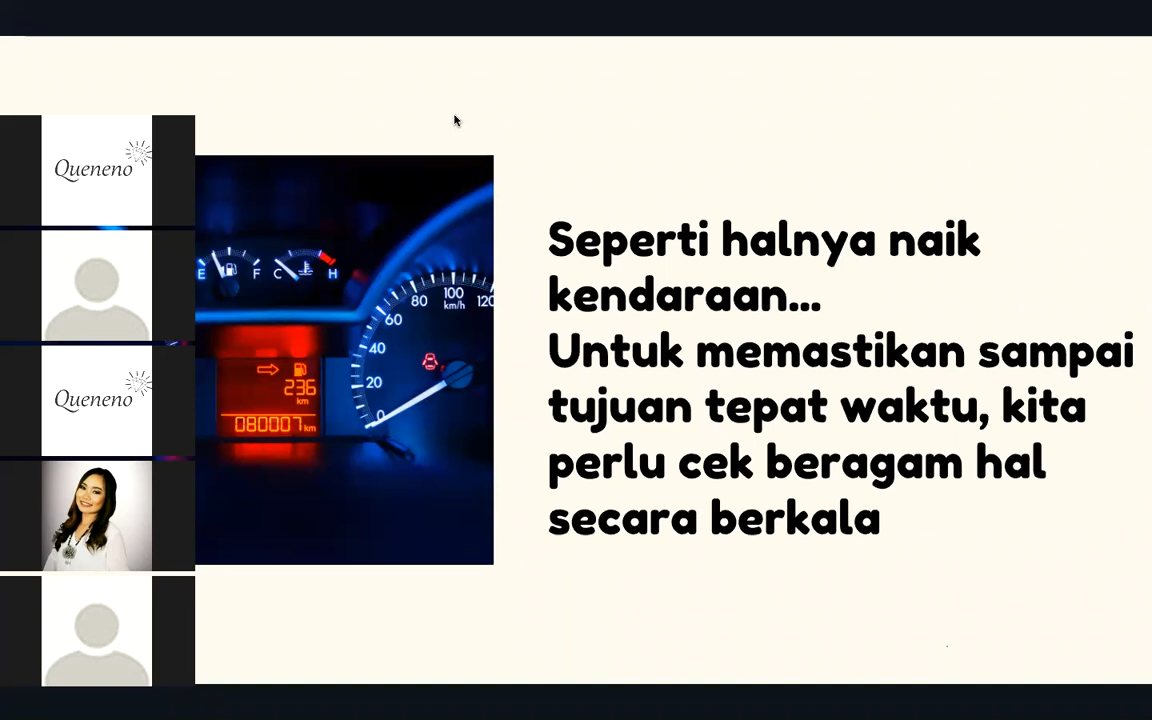 Queneno
Queneno
E F C H
80 100 120
km/h
60
40
20
0
236
km
080007 km
Seperti halnya naik
kendaraan...
Untuk memastikan sampai
tujuan tepat waktu, kita
perlu cek beragam hal
secara berkala